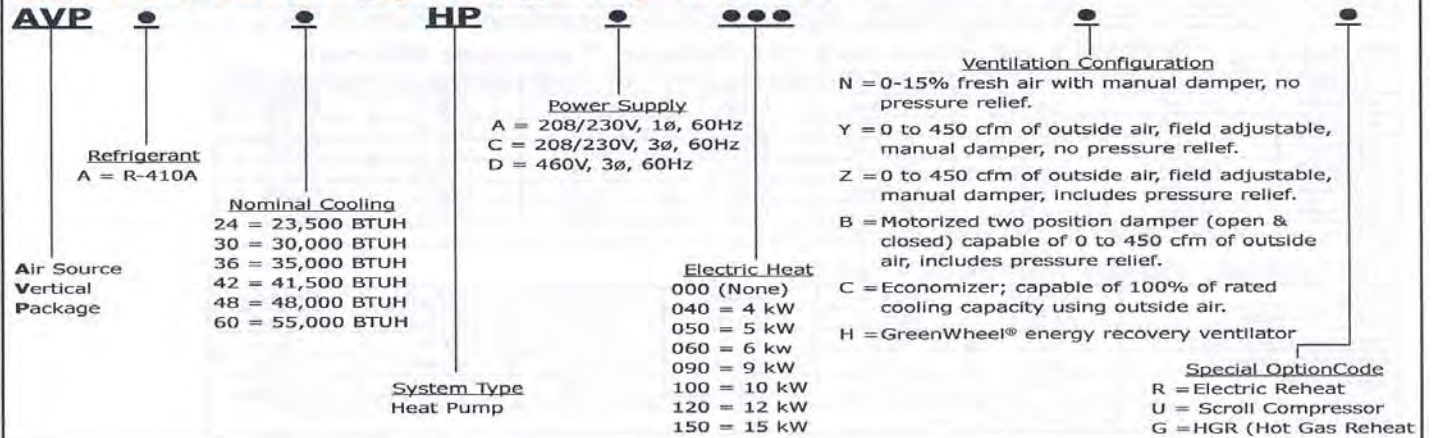 AVP • • HP • ••• • •
Refrigerant
A = R-410A
Nominal Cooling
24 = 23,500 BTUH
30 = 30,000 BTUH
36 = 35,000 BTUH
42 = 41,500 BTUH
48 = 48,000 BTUH
60 = 55,000 BTUH
Air Source
Vertical
Package
System Type
Heat Pump
Power Supply
A = 208/230V, 1ø, 60Hz
C = 208/230V, 3ø, 60Hz
D = 460V, 3ø, 60Hz
Electric Heat
000 (None)
040 = 4 kW
050 = 5 kW
060 = 6 kw
090 = 9 kW
100 = 10 kW
120 = 12 kW
150 = 15 kW
Ventilation Configuration
N = 0-15% fresh air with manual damper, no
pressure relief.
Y = 0 to 450 cfm of outside air, field adjustable,
manual damper, no pressure relief.
Z = 0 to 450 cfm of outside air, field adjustable,
manual damper, includes pressure relief.
B = Motorized two position damper (open &
closed) capable of 0 to 450 cfm of outside
air, includes pressure relief.
C = Economizer; capable of 100% of rated
cooling capacity using outside air.
H = GreenWheel® energy recovery ventilator
Special OptionCode
R = Electric Reheat
U = Scroll Compressor
G = HGR (Hot Gas Reheat